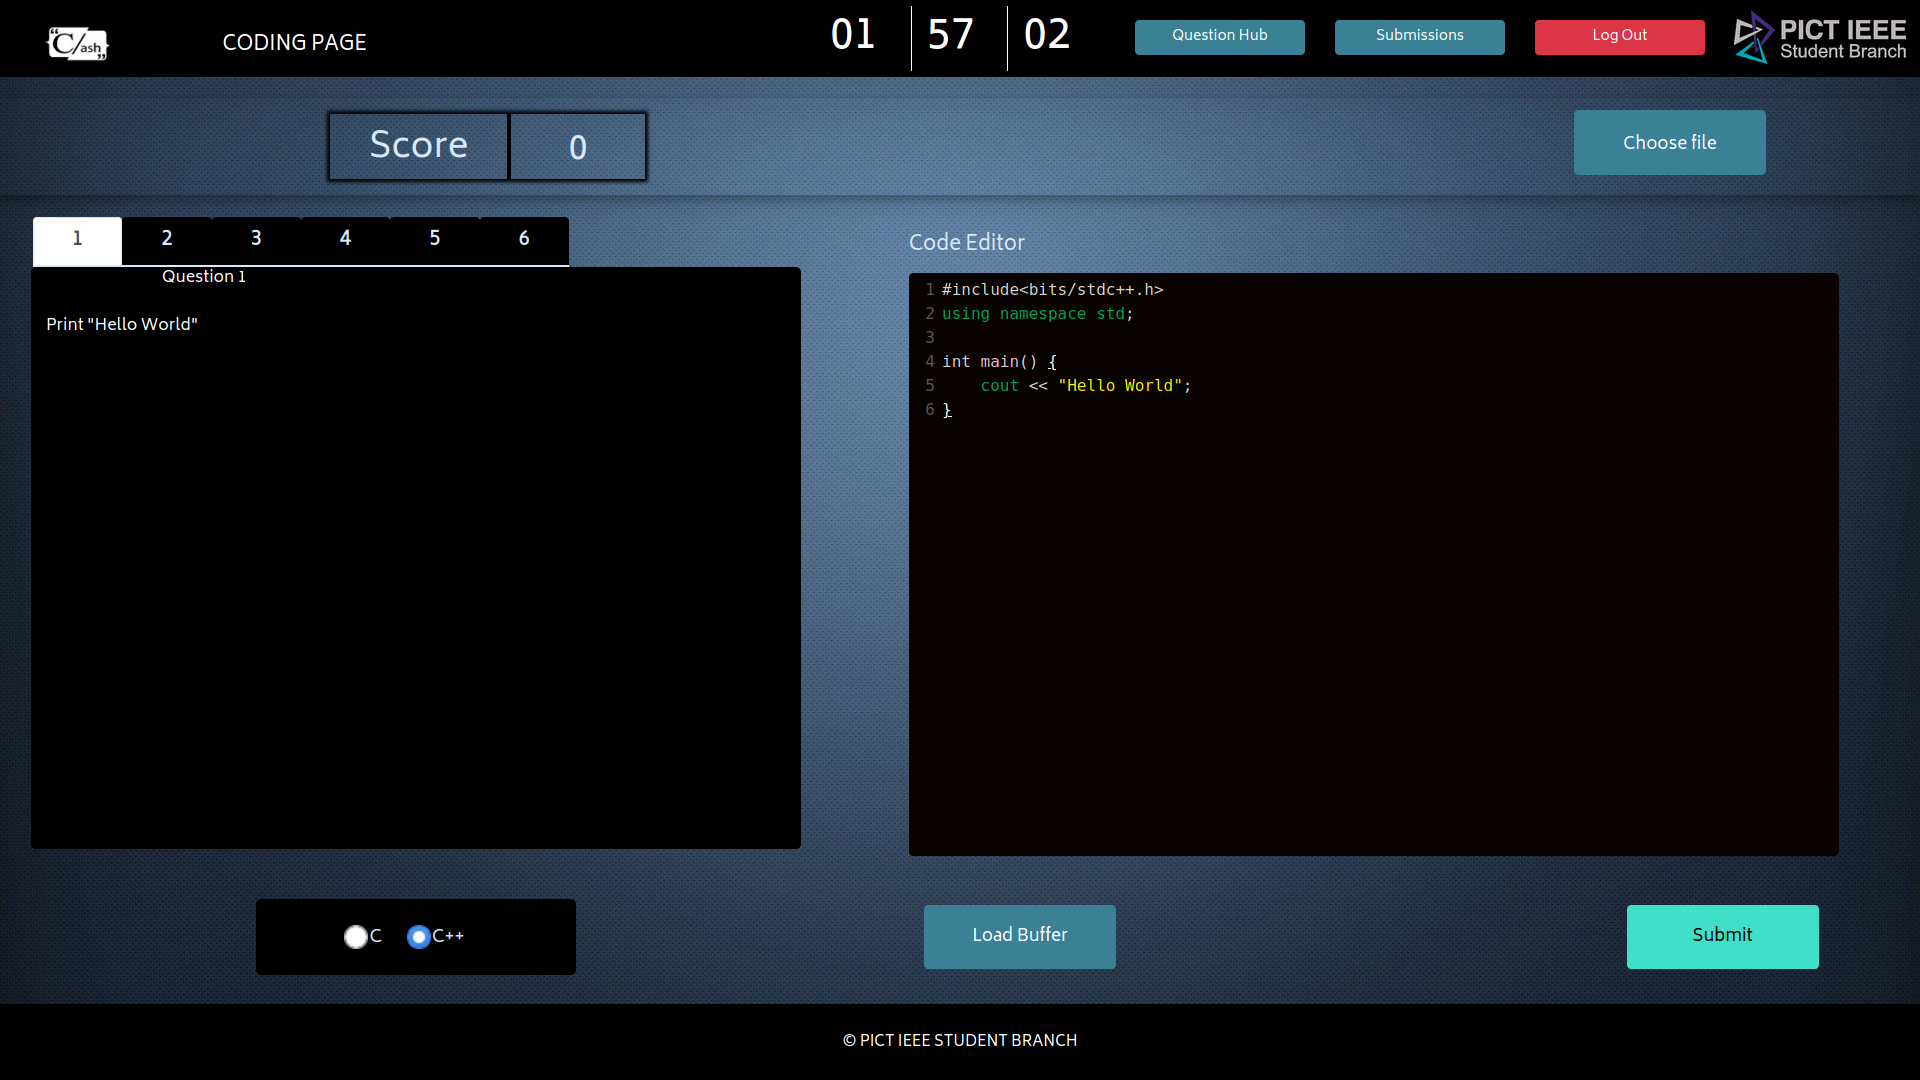 "C/ash"
CODING PAGE
01 57 02
Question Hub
Submissions
Log Out
PICT IEEE
Student Branch
Score 0
Choose file
1 2 3 4 5 6
Question 1
Print "Hello World"
Code Editor
1 #include<bits/stdc++.h>
2 using namespace std;
3
4 int main() {
5 cout << "Hello World";
6 }
C C++
Load Buffer
Submit
© PICT IEEE STUDENT BRANCH